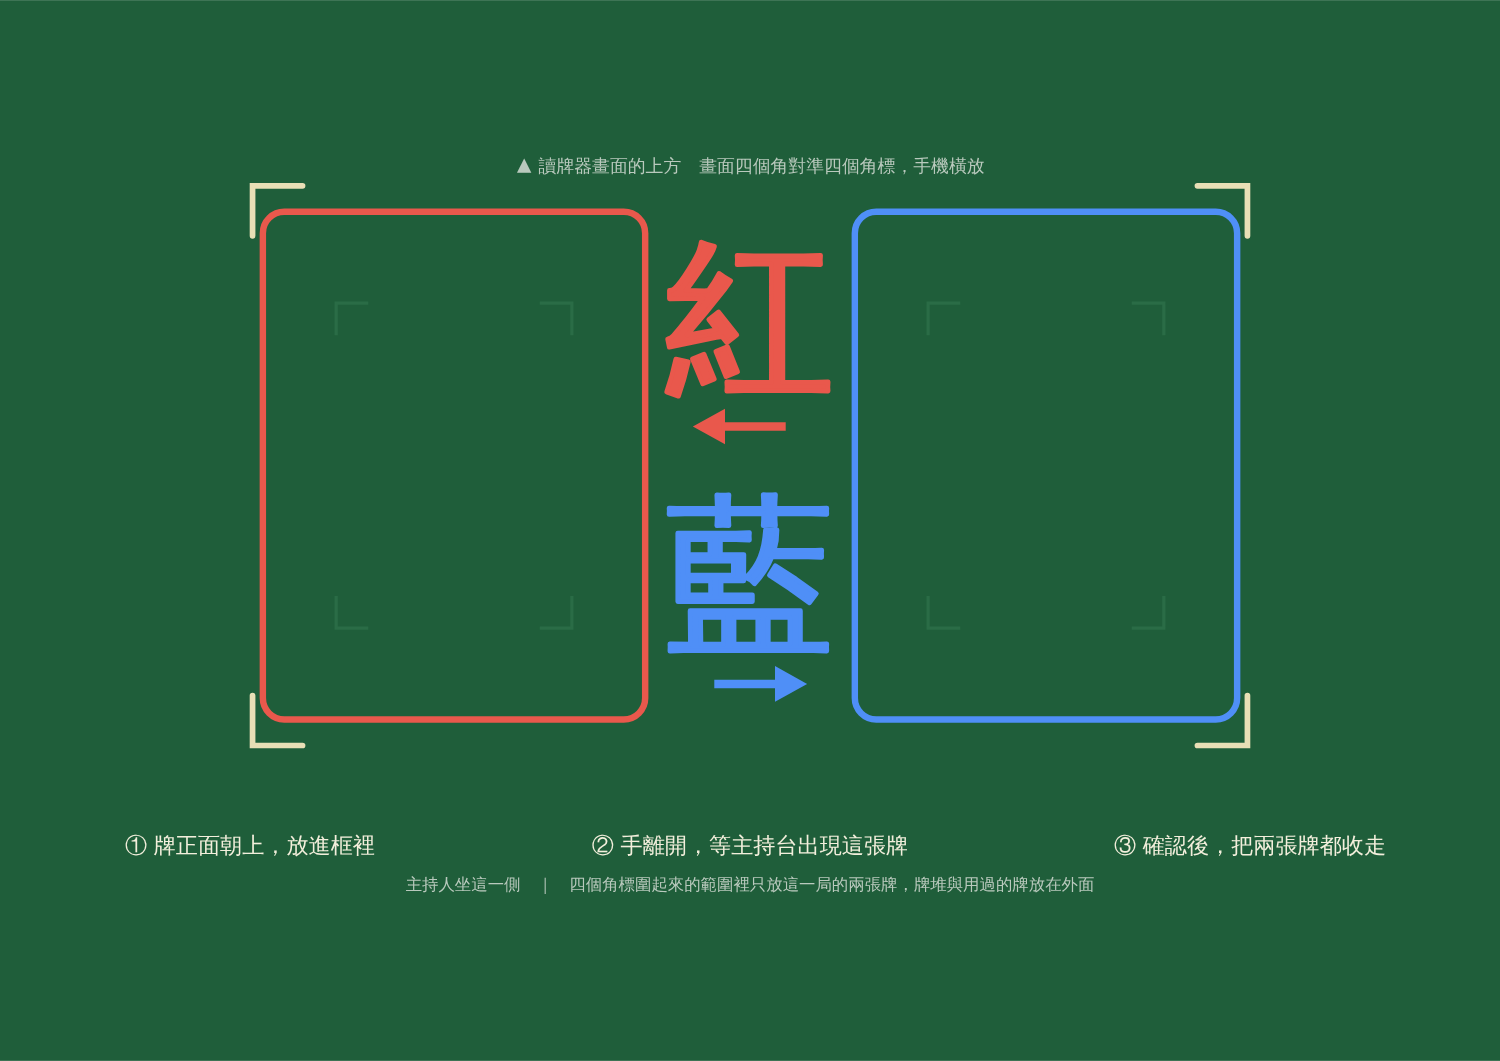 ▲ 讀牌器畫面的上方　畫面四個角對準四個角標，手機橫放
紅
←
藍
→
① 牌正面朝上，放進框裡
② 手離開，等主持台出現這張牌
③ 確認後，把兩張牌都收走
主持人坐這一側　｜　四個角標圍起來的範圍裡只放這一局的兩張牌，牌堆與用過的牌放在外面